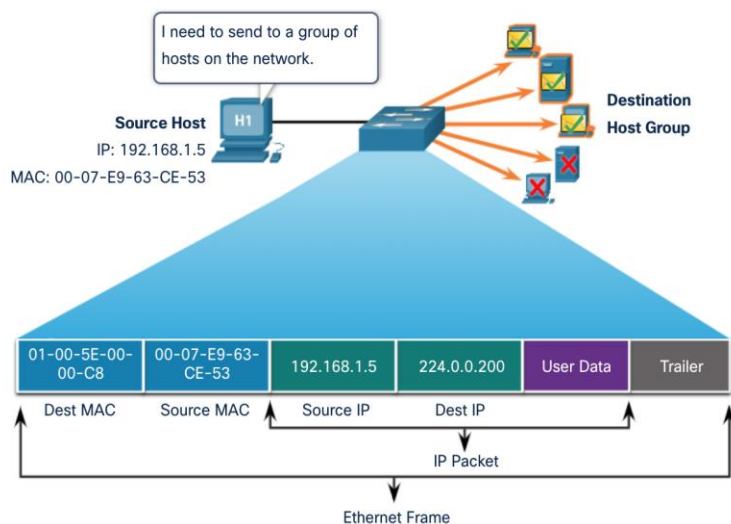 I need to send to a group of
hosts on the network.
H1
Source Host
IP: 192.168.1.5
MAC: 00-07-E9-63-CE-53
Destination
Host Group
01-00-5E-00-
00-C8
00-07-E9-63-
CE-53
192.168.1.5
224.0.0.200
User Data
Trailer
Dest MAC
Source MAC
Source IP
Dest IP
IP Packet
Ethernet Frame